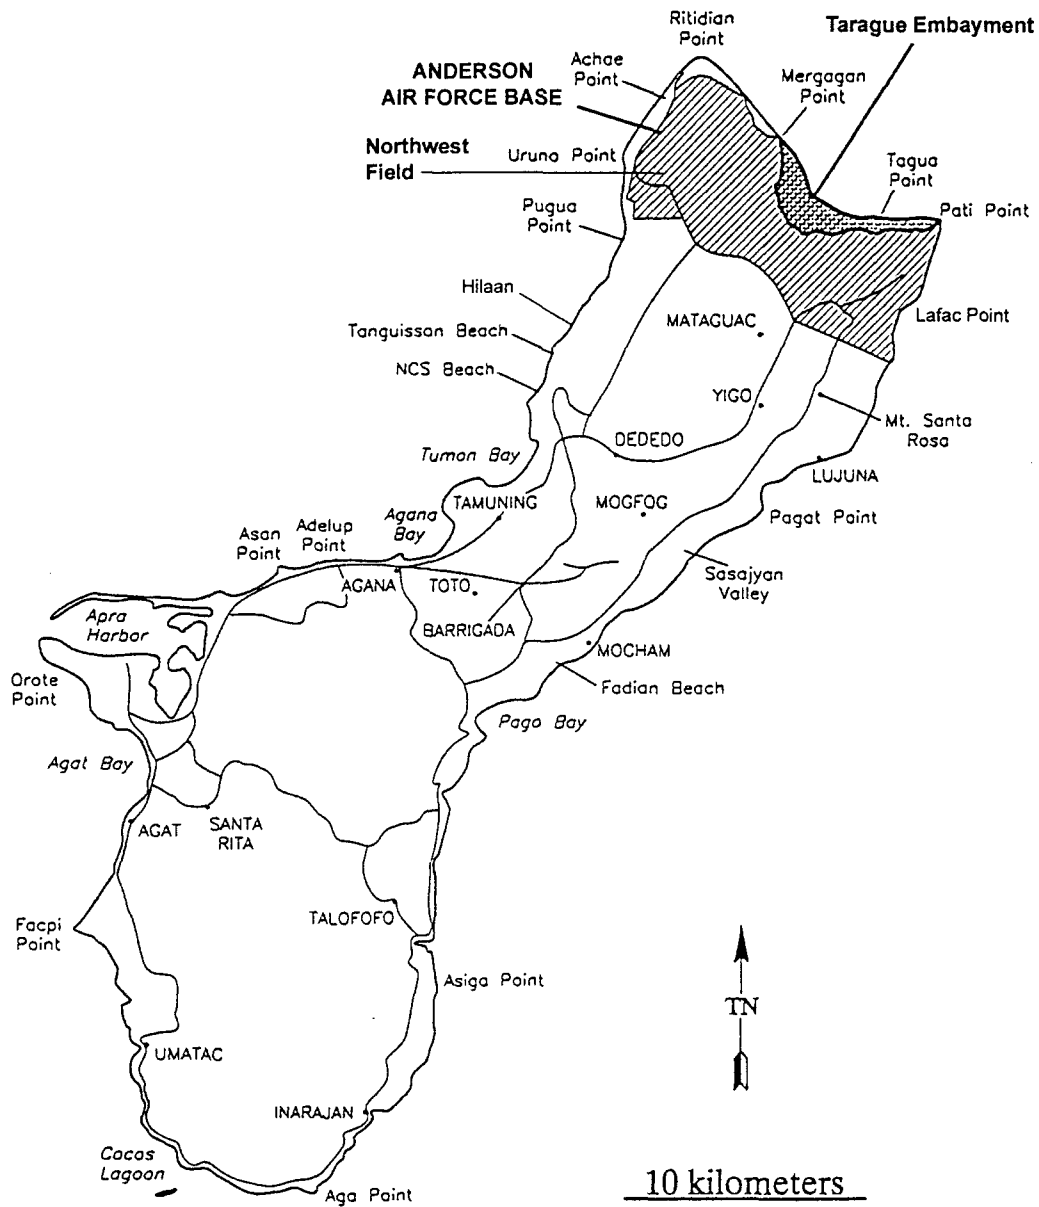 Ritidian
Point
Tarague Embayment
Achae
Point
ANDERSON
AIR FORCE BASE
Mergagan
Point
Northwest
Field
Uruno Point
Tagua
Point
Pati Point
Pugua
Point
Hilaan
Lafac Point
MATAGUAC
Tanguisson Beach
NCS Beach
YIGO
Mt. Santa
Rosa
DEDEDO
Tumon Bay
LUJUNA
TAMUNING
MOGFOG
Pagat Point
Agana
Bay
Adelup
Point
Asan
Point
Sasajyan
Valley
AGANA
TOTO
Apra
Harbor
BARRIGADA
MOCHAM
Orote
Point
Fadian Beach
Pago Bay
Agat Bay
AGAT
SANTA
RITA
TALOFOFO
Facpi
Point
Asiga Point
TN
UMATAC
INARAJAN
Cocos
Lagoon
Aga Point
10 kilometers